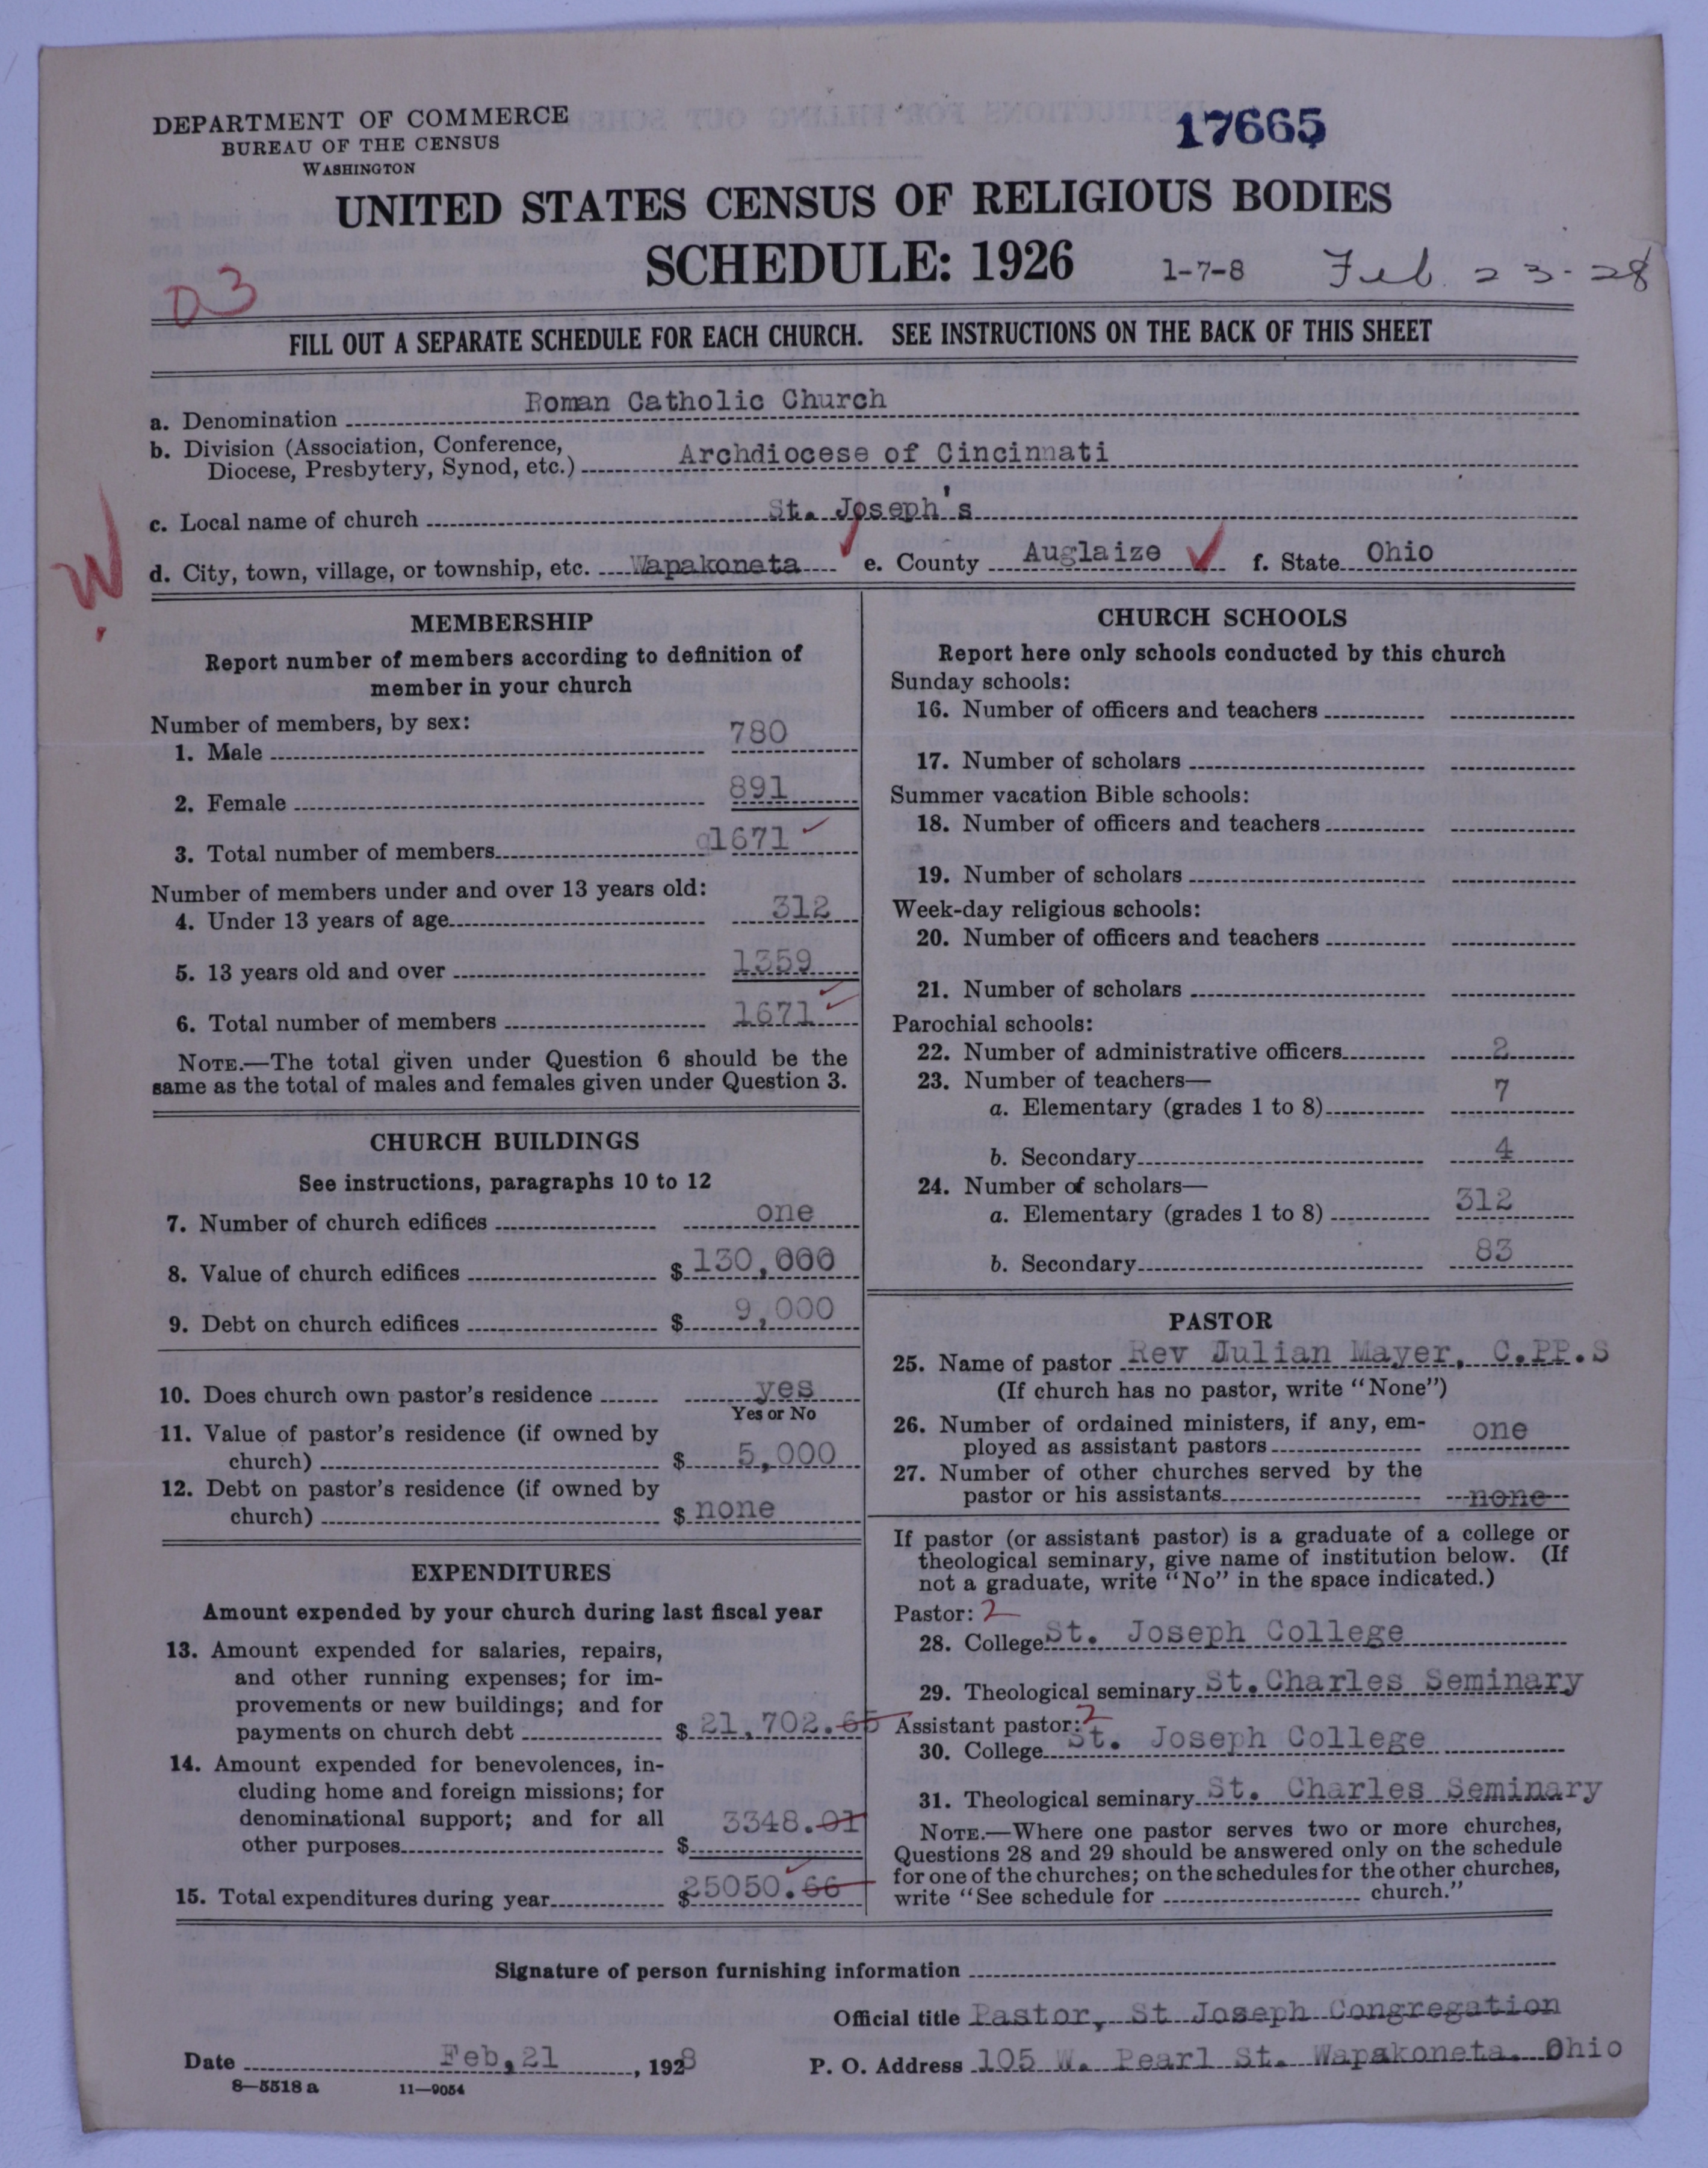 DEPARTMENT OF COMMERCE
BUREAU OF THE CENSUS
WASHINGTON
17665
UNITED STATES CENSUS OF RELIGIOUS BODIES
SCHEDULE: 1926
1-7-8
Feb 23-28
D3
FILL OUT A SEPARATE SCHEDULE FOR EACH CHURCH. SEE INSTRUCTIONS ON THE BACK OF THIS SHEET
a. Denomination Roman Catholic Church
b. Division (Association, Conference,
Diocese, Presbytery, Synod, etc.) Archdiocese of Cincinnati
c. Local name of church St. Joseph's
W
d. City, town, village, or township, etc. Wapakoneta e. County Auglaize f. State Ohio
MEMBERSHIP
Report number of members according to definition of
member in your church
Number of members, by sex:
1. Male 780
2. Female 891
3. Total number of members 1671
Number of members under and over 13 years old:
4. Under 13 years of age 312
5. 13 years old and over 1359
6. Total number of members 1671
NOTE.—The total given under Question 6 should be the
same as the total of males and females given under Question 3.
CHURCH BUILDINGS
See instructions, paragraphs 10 to 12
7. Number of church edifices one
8. Value of church edifices $ 130,000
9. Debt on church edifices $ 9,000
10. Does church own pastor's residence yes
Yes or No
11. Value of pastor's residence (if owned by
church) $ 5,000
12. Debt on pastor's residence (if owned by
church) $ none
EXPENDITURES
Amount expended by your church during last fiscal year
13. Amount expended for salaries, repairs,
and other running expenses; for im-
provements or new buildings; and for
payments on church debt $ 21,702.65
14. Amount expended for benevolences, in-
cluding home and foreign missions; for
denominational support; and for all
other purposes $ 3348.01
15. Total expenditures during year $ 25050.66
CHURCH SCHOOLS
Report here only schools conducted by this church
Sunday schools:
16. Number of officers and teachers
17. Number of scholars
Summer vacation Bible schools:
18. Number of officers and teachers
19. Number of scholars
Week-day religious schools:
20. Number of officers and teachers
21. Number of scholars
Parochial schools:
22. Number of administrative officers 2
23. Number of teachers—
a. Elementary (grades 1 to 8) 7
b. Secondary 4
24. Number of scholars—
a. Elementary (grades 1 to 8) 312
b. Secondary 83
PASTOR
25. Name of pastor Rev Julian Mayer, C.PP.S
(If church has no pastor, write "None")
26. Number of ordained ministers, if any, em-
ployed as assistant pastors one
27. Number of other churches served by the
pastor or his assistants none
If pastor (or assistant pastor) is a graduate of a college or
theological seminary, give name of institution below. (If
not a graduate, write "No" in the space indicated.)
Pastor: 2
28. College St. Joseph College
29. Theological seminary St.Charles Seminary
Assistant pastor: 2
30. College St. Joseph College
31. Theological seminary St. Charles Seminary
NOTE.—Where one pastor serves two or more churches,
Questions 28 and 29 should be answered only on the schedule
for one of the churches; on the schedules for the other churches,
write "See schedule for church."
Signature of person furnishing information
Official title Pastor, St Joseph Congregation
Date Feb,21, 1928 P. O. Address 105 W. Pearl St. Wapakoneta. Ohio
8—5518 a 11—9054